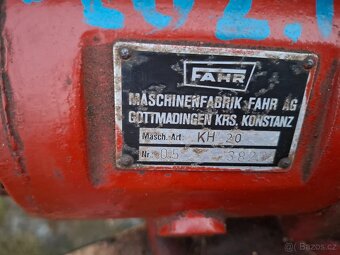 FAHR
MASCHINENFABRIK FAHR AG
GOTTMADINGEN KRS. KONSTANZ
Masch.-Art. KH 20
Nr.
bazos.cz